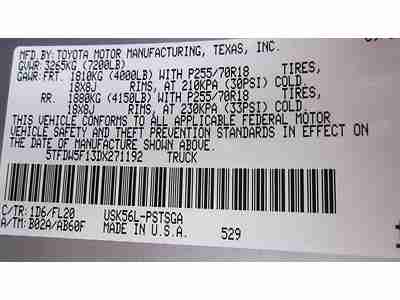 MFD. BY: TOYOTA MOTOR MANUFACTURING, TEXAS, INC.
GVWR: 3265KG (7200LB)
GAWR: FRT. 1810KG (4000LB) WITH P255/70R18 TIRES,
18X8J RIMS, AT 210KPA (30PSI) COLD.
RR. 1880KG (4150LB) WITH P255/70R18 TIRES,
18X8J RIMS, AT 230KPA (33PSI) COLD.
THIS VEHICLE CONFORMS TO ALL APPLICABLE FEDERAL MOTOR
VEHICLE SAFETY AND THEFT PREVENTION STANDARDS IN EFFECT ON
THE DATE OF MANUFACTURE SHOWN ABOVE.
5TFDW5F13DX271192 TRUCK
C/TR: 1D6/FL20 USK56L-PSTSGA
A/TM: B02A/AB60F MADE IN U.S.A. 529